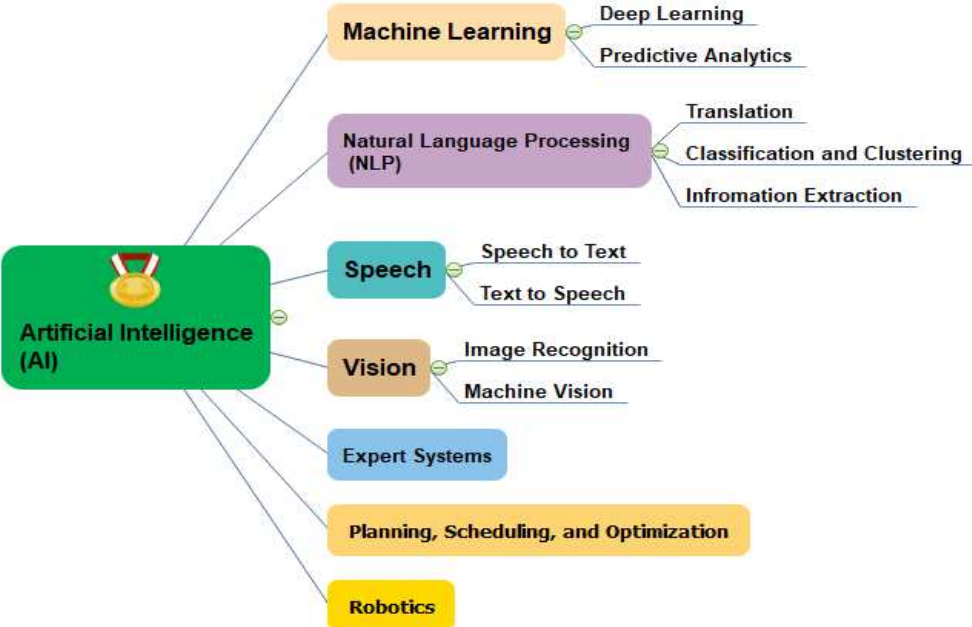 Machine Learning
Deep Learning
Predictive Analytics
Natural Language Processing
(NLP)
Translation
Classification and Clustering
Infromation Extraction
Speech
Speech to Text
Text to Speech
Artificial Intelligence
(AI)
Vision
Image Recognition
Machine Vision
Expert Systems
Planning, Scheduling, and Optimization
Robotics